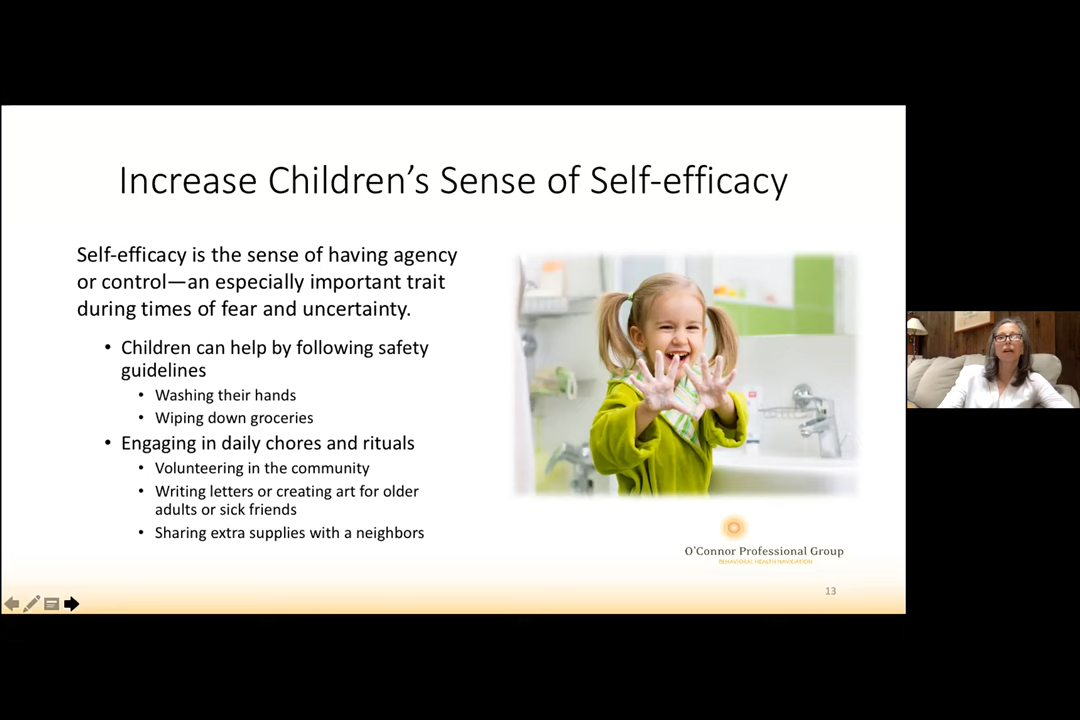 Increase Children’s Sense of Self-efficacy
Self-efficacy is the sense of having agency
or control—an especially important trait
during times of fear and uncertainty.
• Children can help by following safety
guidelines
• Washing their hands
• Wiping down groceries
• Engaging in daily chores and rituals
• Volunteering in the community
• Writing letters or creating art for older
adults or sick friends
• Sharing extra supplies with a neighbors
O’Connor Professional Group
BEHAVIORAL HEALTH NAVIGATION
13